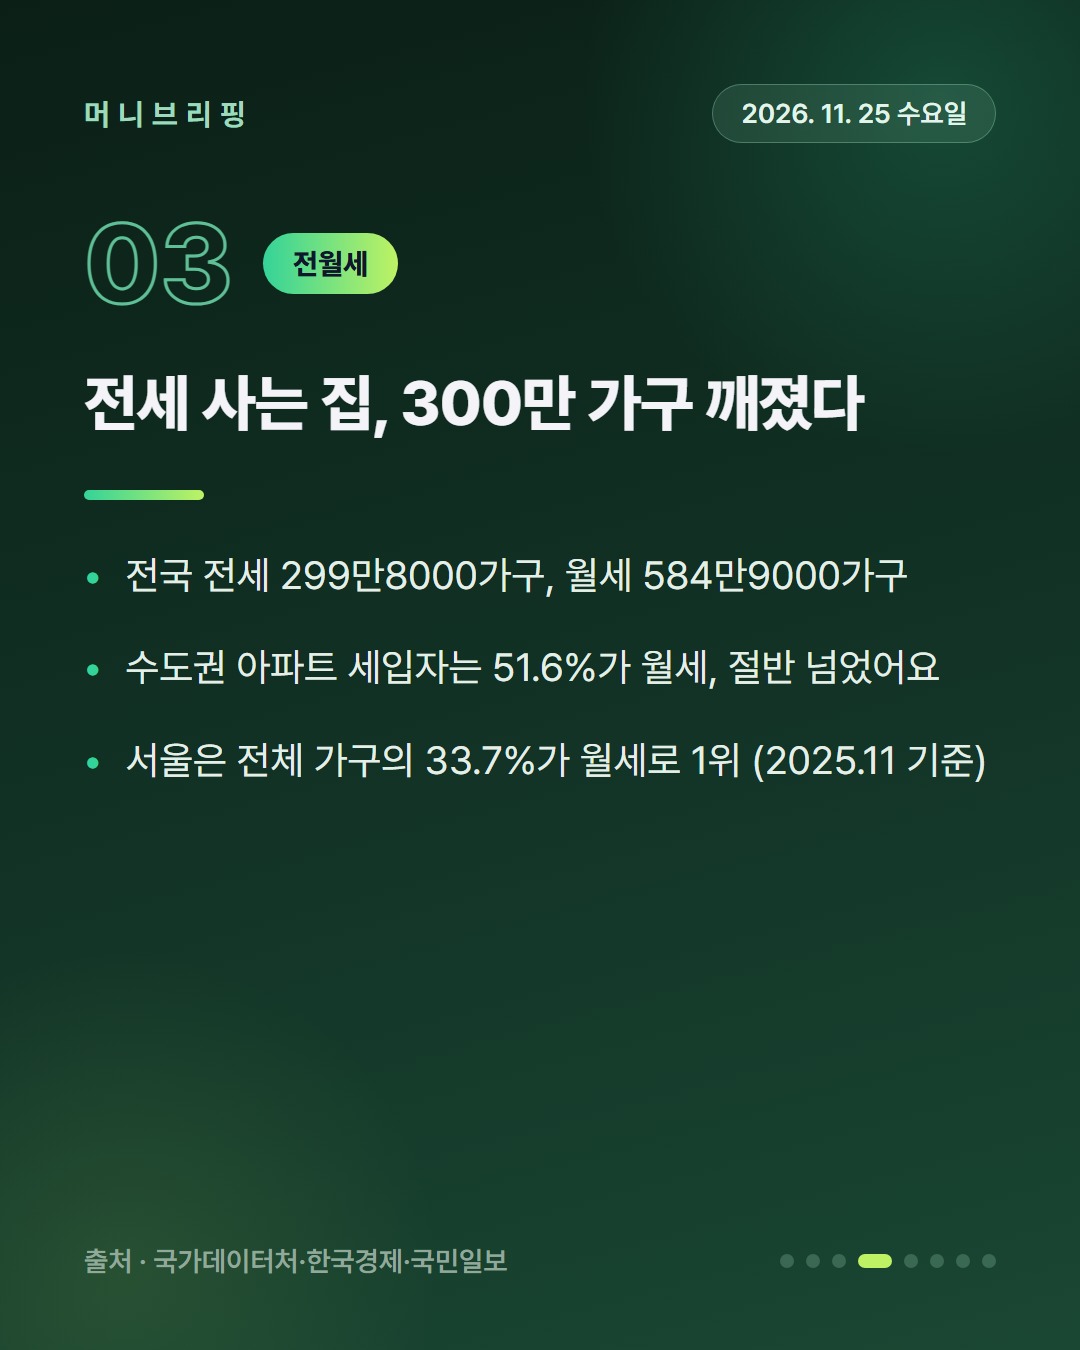 머니브리핑
2026. 11. 25 수요일
03
전월세
전세 사는 집, 300만 가구 깨졌다
• 전국 전세 299만8000가구, 월세 584만9000가구
• 수도권 아파트 세입자는 51.6%가 월세, 절반 넘었어요
• 서울은 전체 가구의 33.7%가 월세로 1위 (2025.11 기준)
출처 · 국가데이터처·한국경제·국민일보